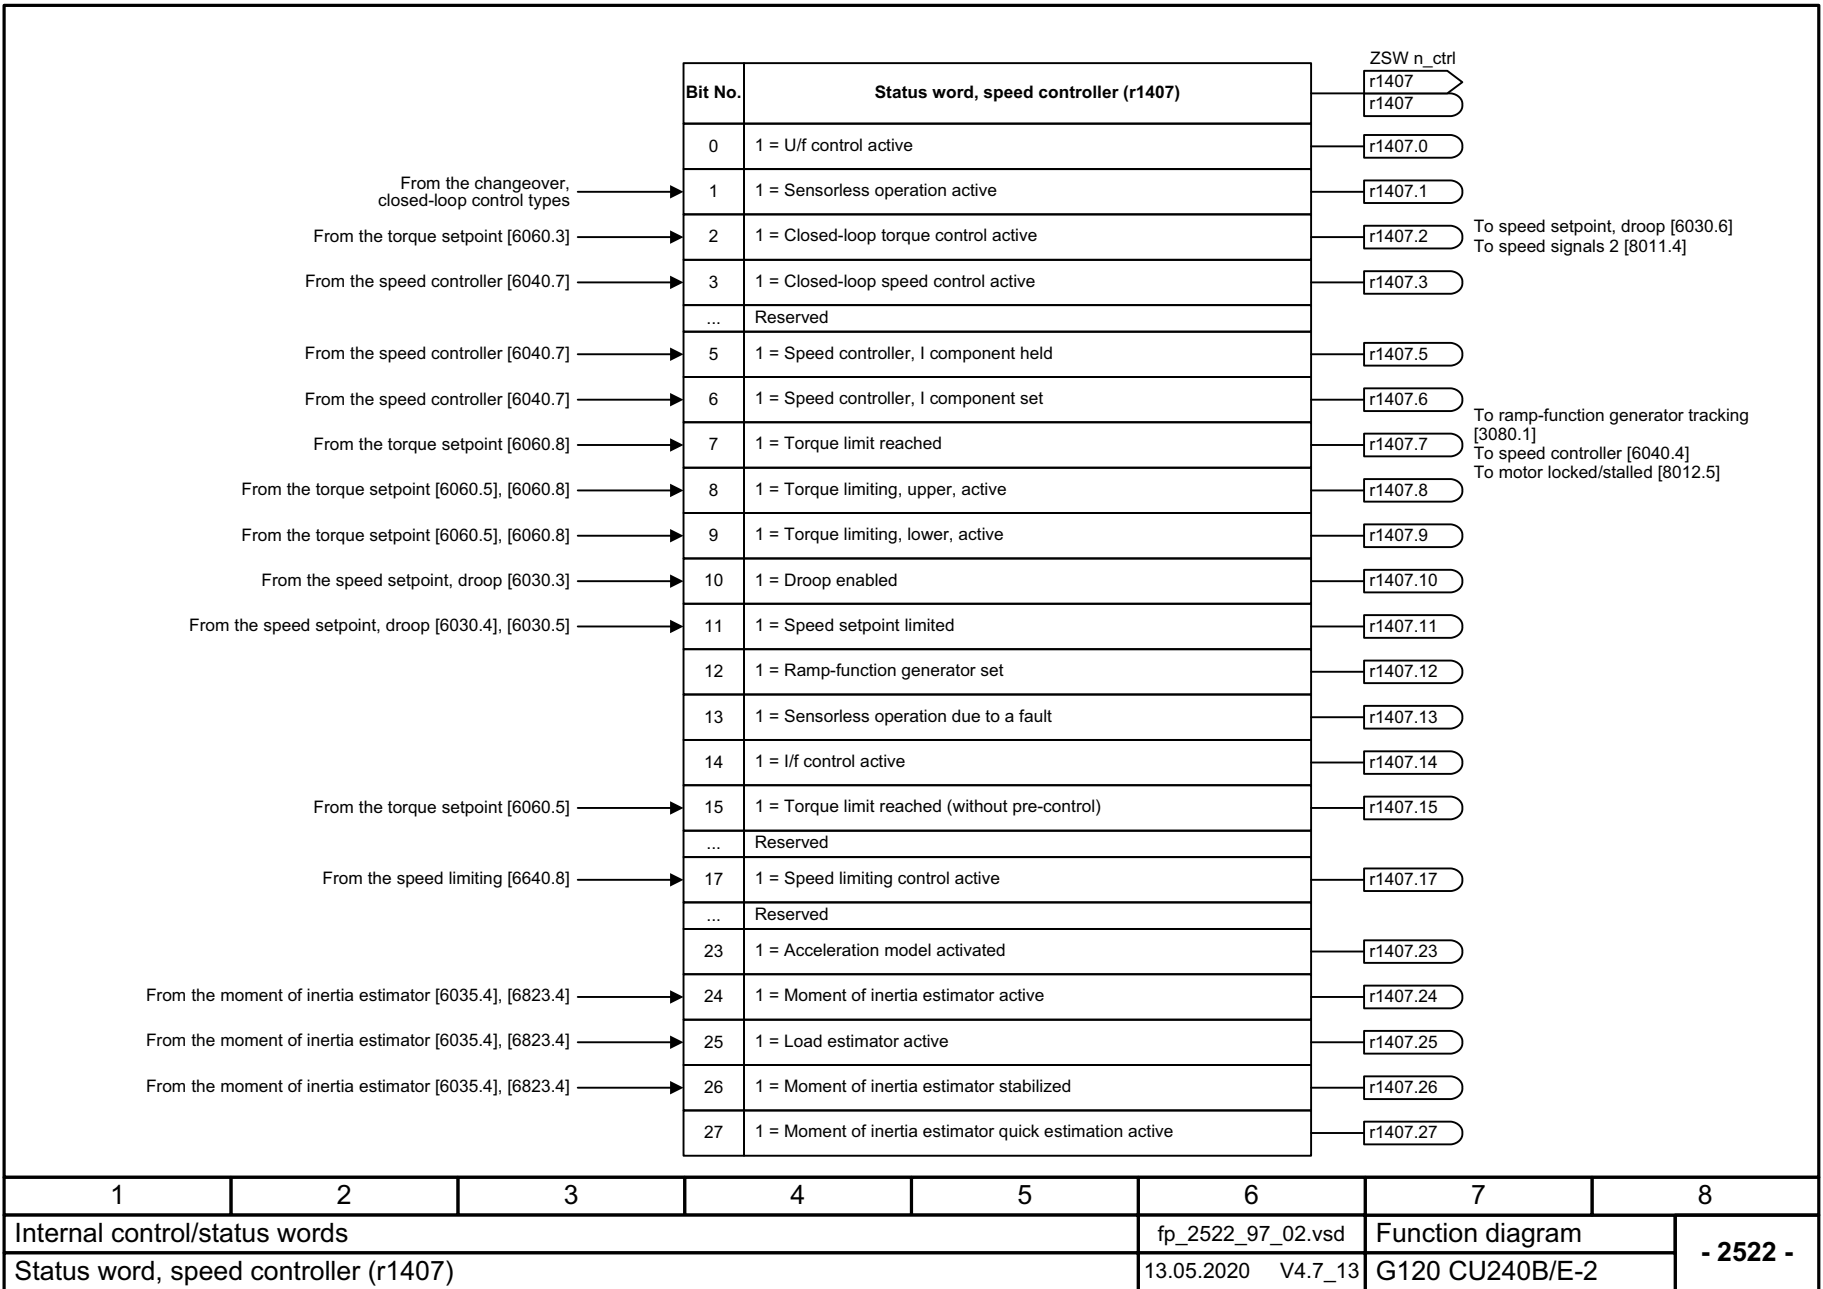 ZSW n_ctrl
Bit No. Status word, speed controller (r1407) r1407
r1407
0 1 = U/f control active r1407.0
From the changeover,
closed-loop control types 1 1 = Sensorless operation active r1407.1
From the torque setpoint [6060.3] 2 1 = Closed-loop torque control active r1407.2 To speed setpoint, droop [6030.6]
To speed signals 2 [8011.4]
From the speed controller [6040.7] 3 1 = Closed-loop speed control active r1407.3
... Reserved
From the speed controller [6040.7] 5 1 = Speed controller, I component held r1407.5
From the speed controller [6040.7] 6 1 = Speed controller, I component set r1407.6
From the torque setpoint [6060.8] 7 1 = Torque limit reached r1407.7
To ramp-function generator tracking
[3080.1]
To speed controller [6040.4]
To motor locked/stalled [8012.5]
From the torque setpoint [6060.5], [6060.8] 8 1 = Torque limiting, upper, active r1407.8
From the torque setpoint [6060.5], [6060.8] 9 1 = Torque limiting, lower, active r1407.9
From the speed setpoint, droop [6030.3] 10 1 = Droop enabled r1407.10
From the speed setpoint, droop [6030.4], [6030.5] 11 1 = Speed setpoint limited r1407.11
12 1 = Ramp-function generator set r1407.12
13 1 = Sensorless operation due to a fault r1407.13
14 1 = I/f control active r1407.14
From the torque setpoint [6060.5] 15 1 = Torque limit reached (without pre-control) r1407.15
... Reserved
From the speed limiting [6640.8] 17 1 = Speed limiting control active r1407.17
... Reserved
23 1 = Acceleration model activated r1407.23
From the moment of inertia estimator [6035.4], [6823.4] 24 1 = Moment of inertia estimator active r1407.24
From the moment of inertia estimator [6035.4], [6823.4] 25 1 = Load estimator active r1407.25
From the moment of inertia estimator [6035.4], [6823.4] 26 1 = Moment of inertia estimator stabilized r1407.26
27 1 = Moment of inertia estimator quick estimation active r1407.27
1 2 3 4 5 6 7 8
Internal control/status words fp_2522_97_02.vsd Function diagram - 2522 -
Status word, speed controller (r1407) 13.05.2020 V4.7_13 G120 CU240B/E-2